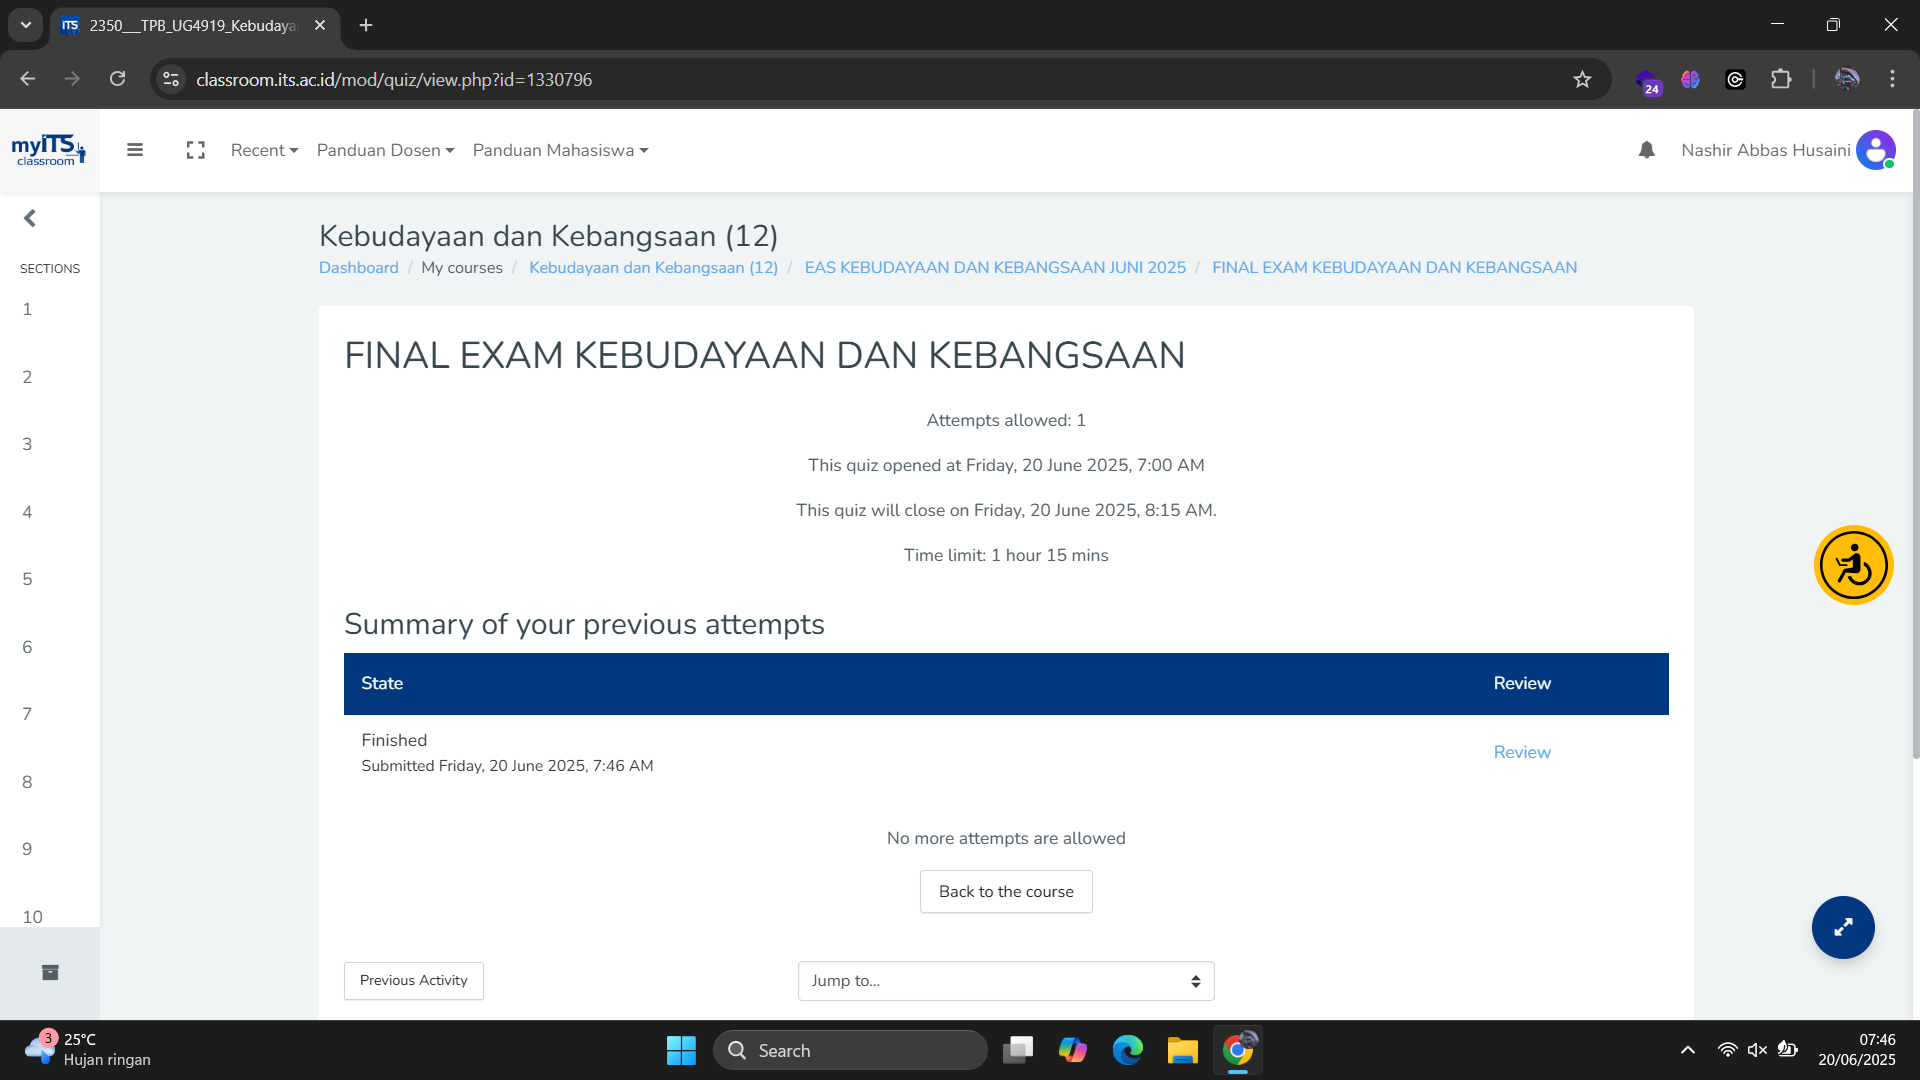 2350___TPB_UG4919_Kebudaya
classroom.its.ac.id/mod/quiz/view.php?id=1330796
24
myITS
classroom
Recent
Panduan Dosen
Panduan Mahasiswa
Nashir Abbas Husaini
SECTIONS
1
2
3
4
5
6
7
8
9
10
Kebudayaan dan Kebangsaan (12)
Dashboard / My courses / Kebudayaan dan Kebangsaan (12) / EAS KEBUDAYAAN DAN KEBANGSAAN JUNI 2025 / FINAL EXAM KEBUDAYAAN DAN KEBANGSAAN
FINAL EXAM KEBUDAYAAN DAN KEBANGSAAN
Attempts allowed: 1
This quiz opened at Friday, 20 June 2025, 7:00 AM
This quiz will close on Friday, 20 June 2025, 8:15 AM.
Time limit: 1 hour 15 mins
Summary of your previous attempts
State Review
Finished
Submitted Friday, 20 June 2025, 7:46 AM
Review
No more attempts are allowed
Back to the course
Previous Activity
Jump to...
3
25°C
Hujan ringan
Search
07:46
20/06/2025